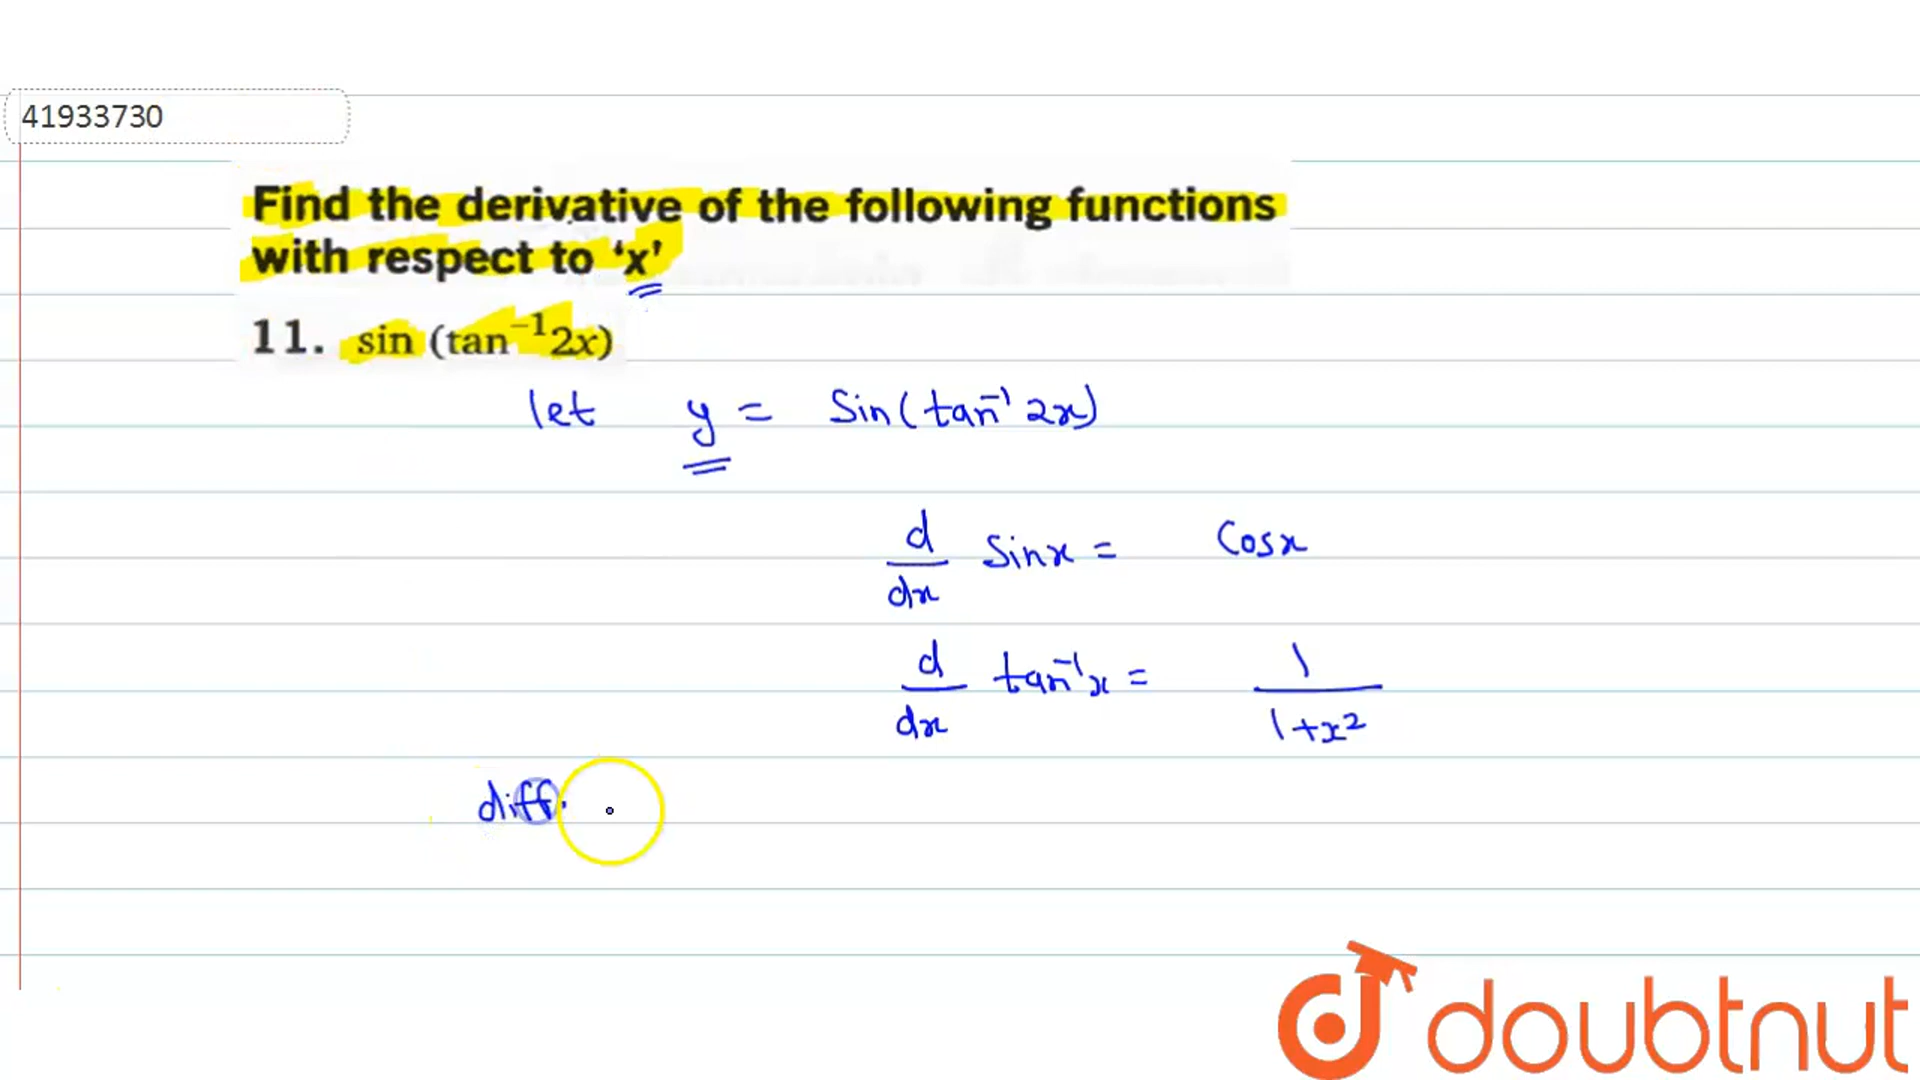 41933730
Find the derivative of the following functions
with respect to ‘x’
11. sin (tan⁻¹2x)
let y = Sin(tan⁻¹ 2x)
d/dx Sinx = Cosx
d/dx tan⁻¹x = 1/1+x²
diff.
doubtnut